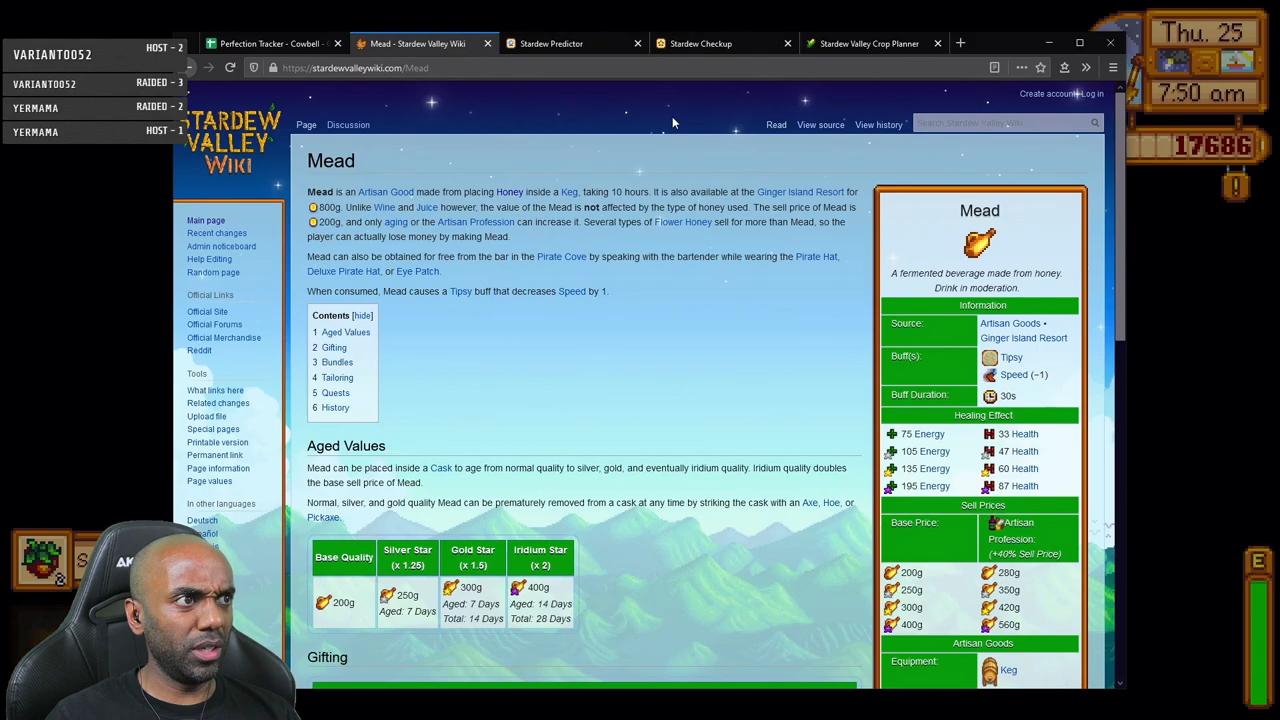 VARIANT0052 HOST - 2
VARIANT0052 RAIDED - 3
YERMAMA RAIDED - 2
YERMAMA HOST - 1
Perfection Tracker - Cowbell -
Mead - Stardew Valley Wiki
Stardew Predictor
Stardew Checkup
Stardew Valley Crop Planner
https://stardewvalleywiki.com/Mead
Thu. 25
7:50 am
17686
Create account Log in
STARDEW
VALLEY
WIKI
Page Discussion Read View source View history Search Stardew Valley Wiki
Main page
Recent changes
Admin noticeboard
Help Editing
Random page
Official Links
Official Site
Official Forums
Official Merchandise
Reddit
Tools
What links here
Related changes
Upload file
Special pages
Printable version
Permanent link
Page information
Page values
In other languages
Deutsch
Mead
Mead is an Artisan Good made from placing Honey inside a Keg, taking 10 hours. It is also available at the Ginger Island Resort for
800g. Unlike Wine and Juice however, the value of the Mead is not affected by the type of honey used. The sell price of Mead is
200g, and only aging or the Artisan Profession can increase it. Several types of Flower Honey sell for more than Mead, so the
player can actually lose money by making Mead.
Mead can also be obtained for free from the bar in the Pirate Cove by speaking with the bartender while wearing the Pirate Hat,
Deluxe Pirate Hat, or Eye Patch.
When consumed, Mead causes a Tipsy buff that decreases Speed by 1.
Contents [hide]
1 Aged Values
2 Gifting
3 Bundles
4 Tailoring
5 Quests
6 History
Aged Values
Mead can be placed inside a Cask to age from normal quality to silver, gold, and eventually iridium quality. Iridium quality doubles
the base sell price of Mead.
Normal, silver, and gold quality Mead can be prematurely removed from a cask at any time by striking the cask with an Axe, Hoe, or
Pickaxe.
Base Quality Silver Star (x 1.25) Gold Star (x 1.5) Iridium Star (x 2)
200g 250g 300g 400g
Aged: 7 Days Aged: 7 Days Aged: 14 Days
Total: 14 Days Total: 28 Days
Gifting
Mead
A fermented beverage made from honey.
Drink in moderation.
Information
Source: Artisan Goods •
Ginger Island Resort
Buff(s): Tipsy
Speed (−1)
Buff Duration: 30s
Healing Effect
75 Energy 33 Health
105 Energy 47 Health
135 Energy 60 Health
195 Energy 87 Health
Sell Prices
Base Price: Artisan
Profession:
(+40% Sell Price)
200g 280g
250g 350g
300g 420g
400g 560g
Artisan Goods
Equipment: Keg
E
8